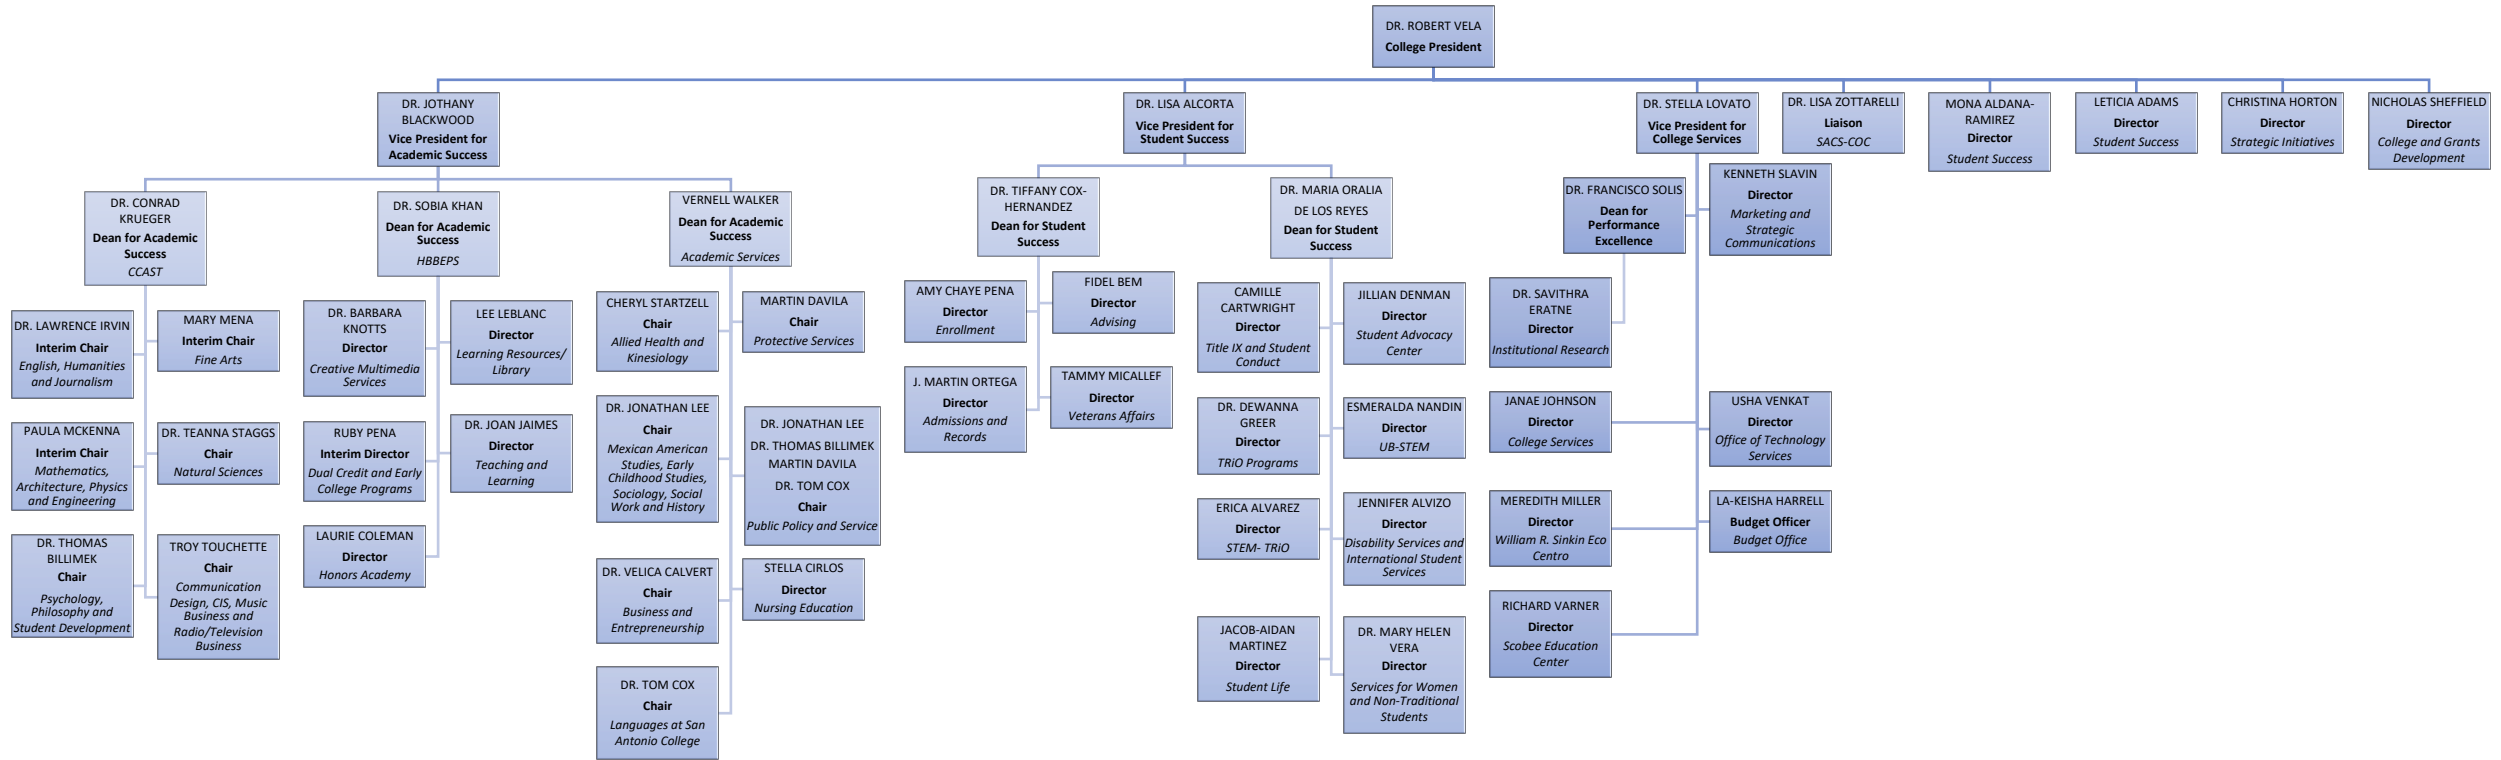 DR. ROBERT VELA
College President
DR. JOTHANY
BLACKWOOD
Vice President for
Academic Success
DR. LISA ALCORTA
Vice President for
Student Success
DR. STELLA LOVATO
Vice President for
College Services
DR. LISA ZOTTARELLI
Liaison
SACS-COC
MONA ALDANA-
RAMIREZ
Director
Student Success
LETICIA ADAMS
Director
Student Success
CHRISTINA HORTON
Director
Strategic Initiatives
NICHOLAS SHEFFIELD
Director
College and Grants
Development
DR. CONRAD
KRUEGER
Dean for Academic
Success
CCAST
DR. SOBIA KHAN
Dean for Academic
Success
HBBEPS
VERNELL WALKER
Dean for Academic
Success
Academic Services
DR. TIFFANY COX-
HERNANDEZ
Dean for Student
Success
DR. MARIA ORALIA
DE LOS REYES
Dean for Student
Success
DR. FRANCISCO SOLIS
Dean for
Performance
Excellence
KENNETH SLAVIN
Director
Marketing and
Strategic
Communications
DR. LAWRENCE IRVIN
Interim Chair
English, Humanities
and Journalism
MARY MENA
Interim Chair
Fine Arts
PAULA MCKENNA
Interim Chair
Mathematics,
Architecture, Physics
and Engineering
DR. TEANNA STAGGS
Chair
Natural Sciences
DR. THOMAS
BILLIMEK
Chair
Psychology,
Philosophy and
Student Development
TROY TOUCHETTE
Chair
Communication
Design, CIS, Music
Business and
Radio/Television
Business
DR. BARBARA
KNOTTS
Director
Creative Multimedia
Services
LEE LEBLANC
Director
Learning Resources/
Library
RUBY PENA
Interim Director
Dual Credit and Early
College Programs
DR. JOAN JAIMES
Director
Teaching and
Learning
LAURIE COLEMAN
Director
Honors Academy
CHERYL STARTZELL
Chair
Allied Health and
Kinesiology
MARTIN DAVILA
Chair
Protective Services
DR. JONATHAN LEE
Chair
Mexican American
Studies, Early
Childhood Studies,
Sociology, Social
Work and History
DR. JONATHAN LEE
DR. THOMAS BILLIMEK
MARTIN DAVILA
DR. TOM COX
Chair
Public Policy and Service
DR. VELICA CALVERT
Chair
Business and
Entrepreneurship
STELLA CIRLOS
Director
Nursing Education
DR. TOM COX
Chair
Languages at San
Antonio College
AMY CHAYE PENA
Director
Enrollment
FIDEL BEM
Director
Advising
J. MARTIN ORTEGA
Director
Admissions and
Records
TAMMY MICALLEF
Director
Veterans Affairs
CAMILLE
CARTWRIGHT
Director
Title IX and Student
Conduct
JILLIAN DENMAN
Director
Student Advocacy
Center
DR. DEWANNA
GREER
Director
TRiO Programs
ESMERALDA NANDIN
Director
UB-STEM
ERICA ALVAREZ
Director
STEM- TRiO
JENNIFER ALVIZO
Director
Disability Services and
International Student
Services
JACOB-AIDAN
MARTINEZ
Director
Student Life
DR. MARY HELEN
VERA
Director
Services for Women
and Non-Traditional
Students
DR. SAVITHRA
ERATNE
Director
Institutional Research
JANAE JOHNSON
Director
College Services
USHA VENKAT
Director
Office of Technology
Services
MEREDITH MILLER
Director
William R. Sinkin Eco
Centro
LA-KEISHA HARRELL
Budget Officer
Budget Office
RICHARD VARNER
Director
Scobee Education
Center